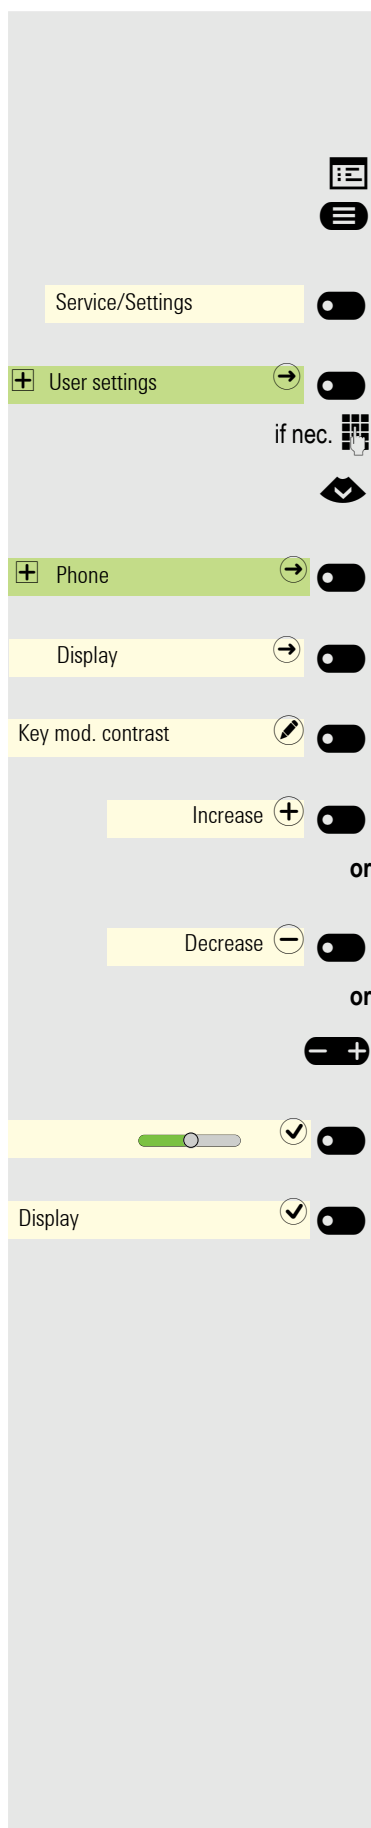 Service/Settings
User settings
if nec.
Phone
Display
Key mod. contrast
Increase
or
Decrease
or
Display